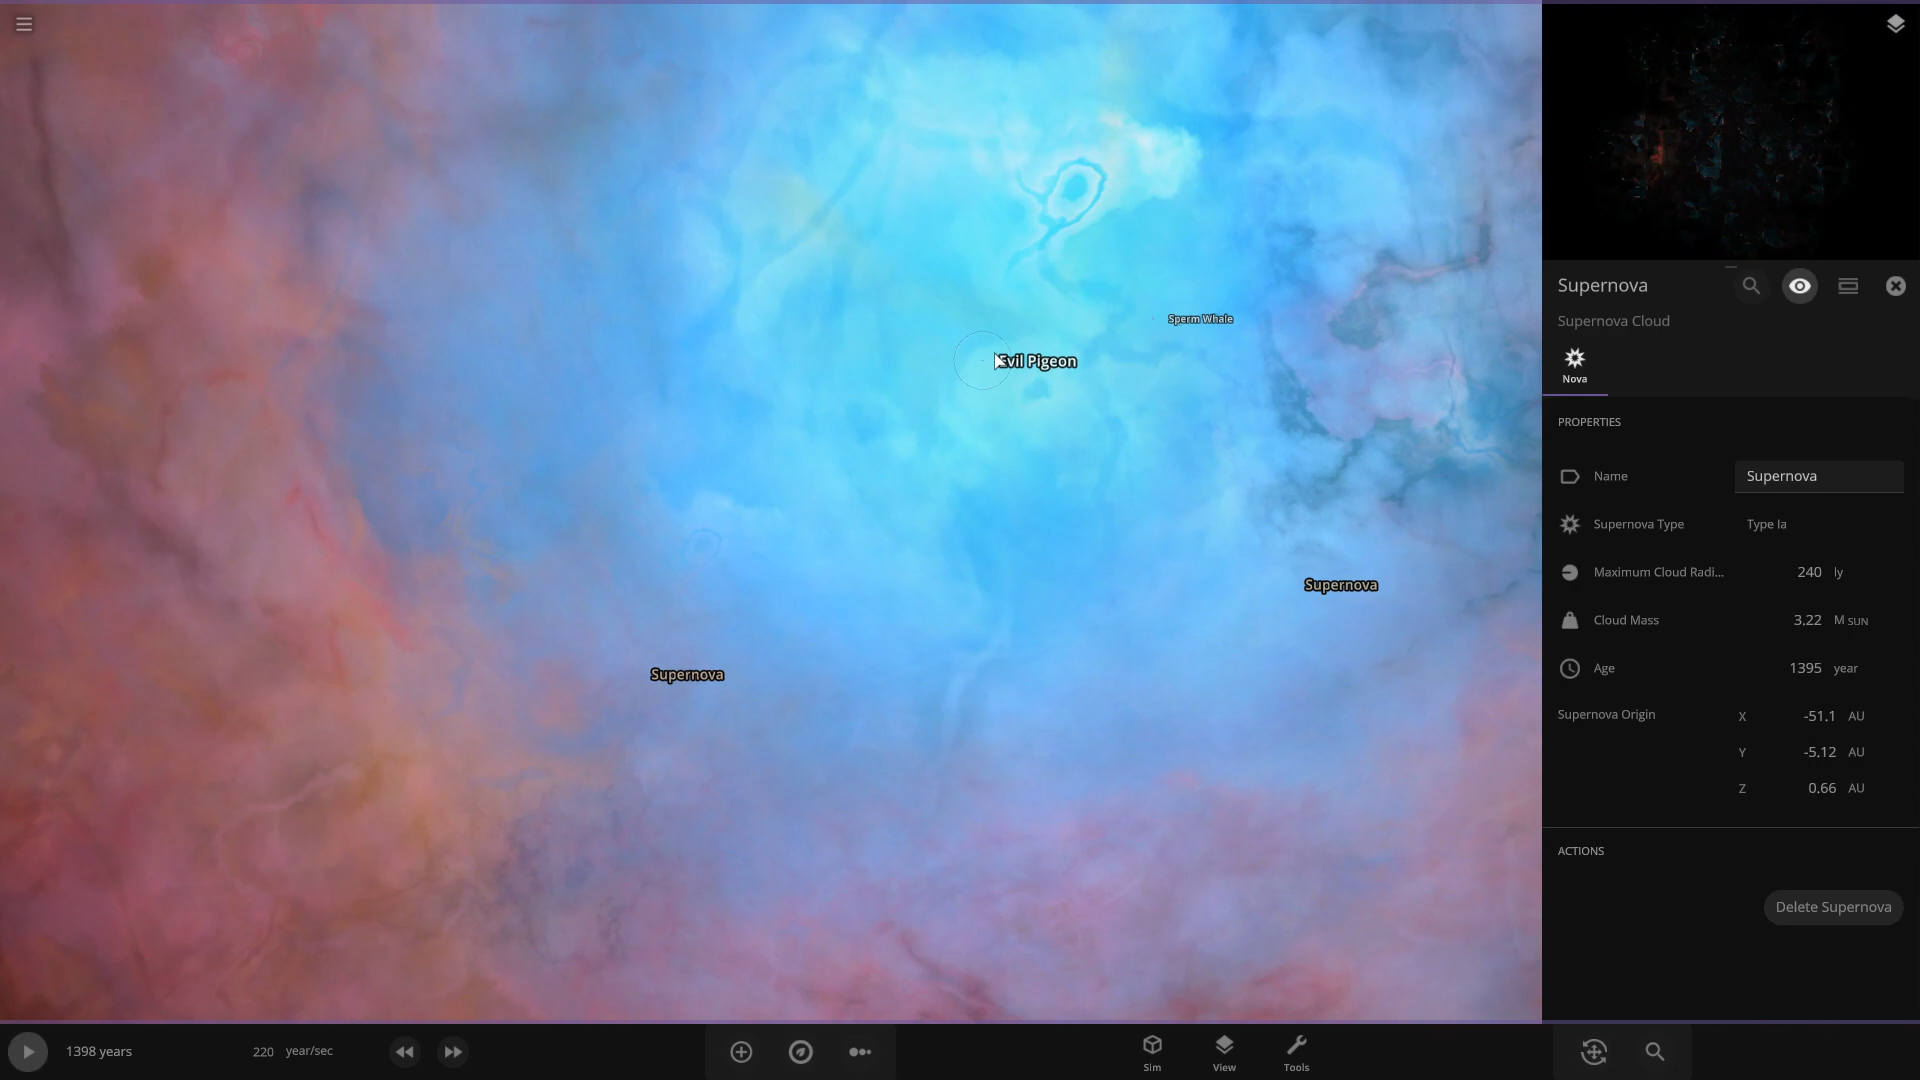 Sperm Whale
Evil Pigeon
Supernova
Supernova
Supernova
Supernova Cloud
Nova
PROPERTIES
Name Supernova
Supernova Type Type Ia
Maximum Cloud Radi... 240 ly
Cloud Mass 3.22 M SUN
Age 1395 year
Supernova Origin X -51.1 AU
Y -5.12 AU
Z 0.66 AU
ACTIONS
Delete Supernova
1398 years 220 year/sec
Sim View Tools